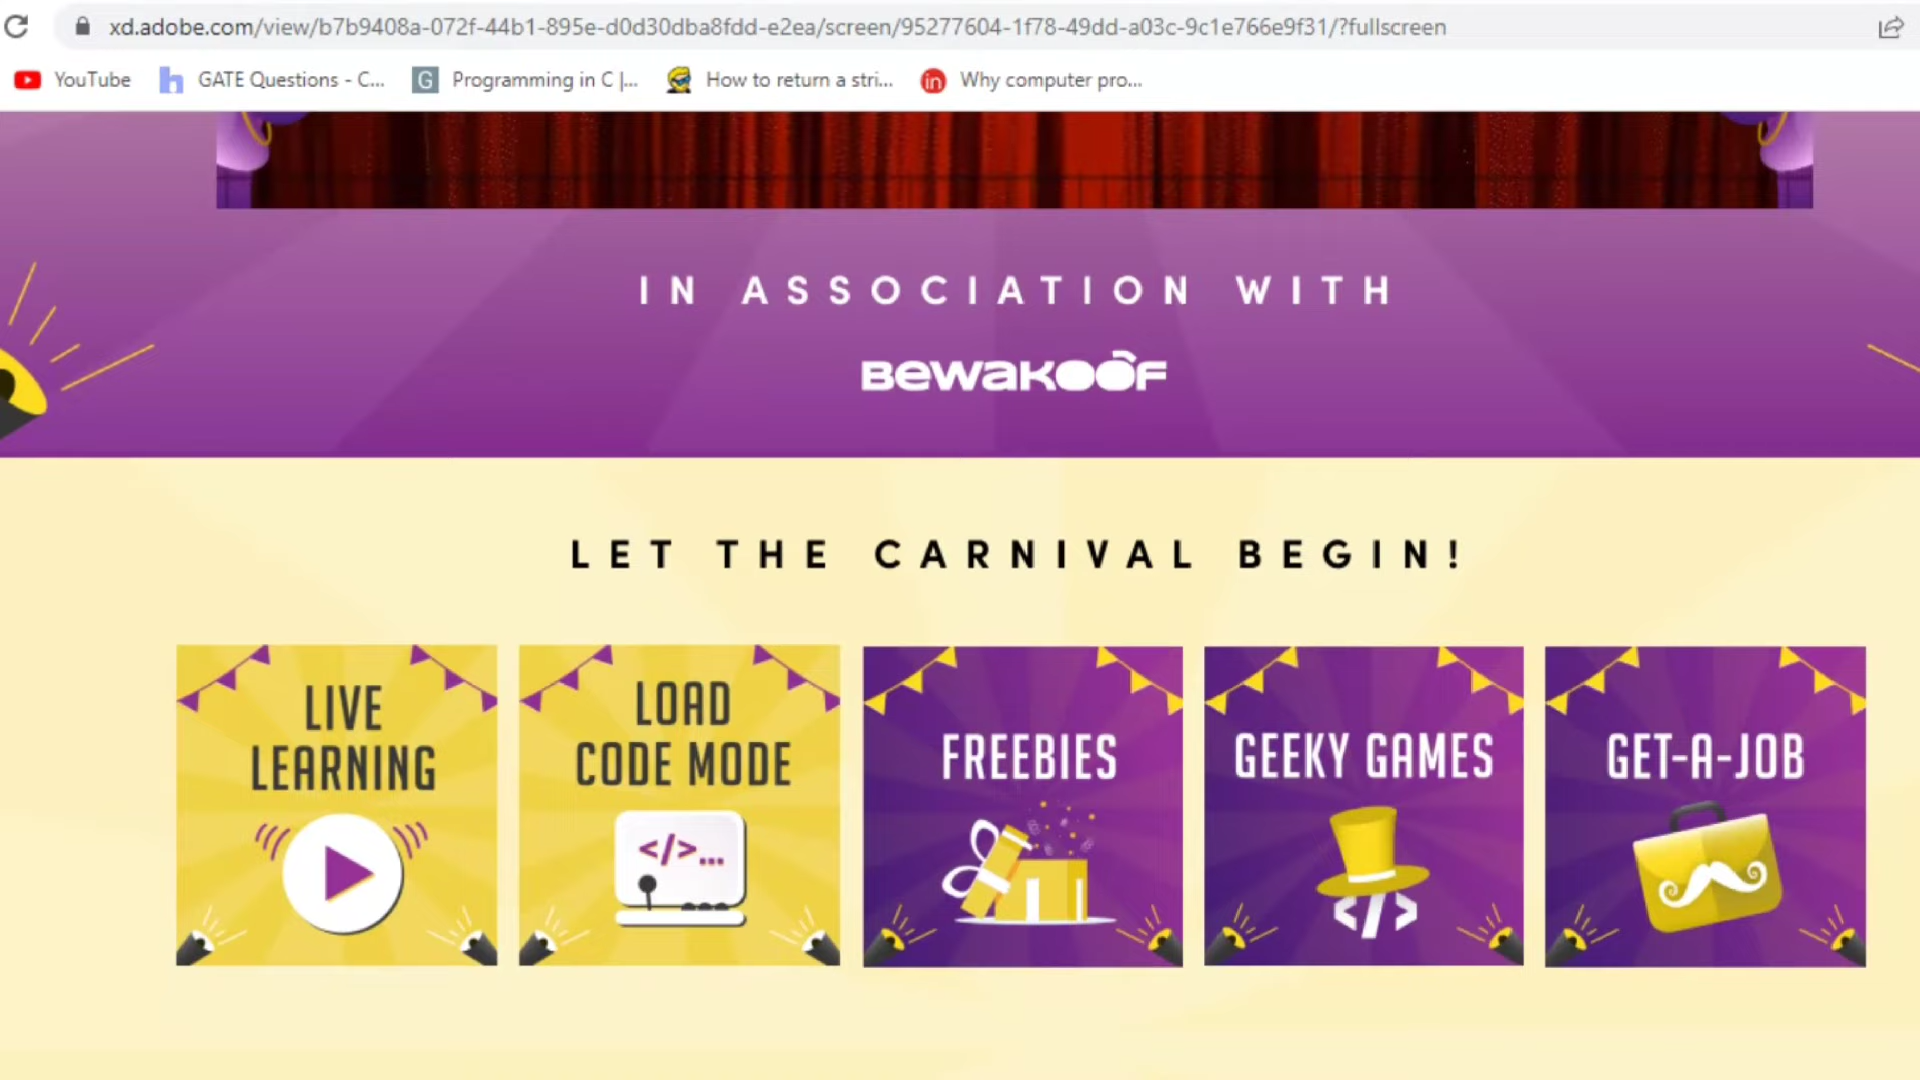 xd.adobe.com/view/b7b9408a-072f-44b1-895e-d0d30dba8fdd-e2ea/screen/95277604-1f78-49dd-a03c-9c1e766e9f31/?fullscreen
YouTube
GATE Questions - C...
G
Programming in C |...
How to return a stri...
in
Why computer pro...
IN ASSOCIATION WITH
BEWAKOOF
LET THE CARNIVAL BEGIN!
LIVE
LEARNING
LOAD
CODE MODE
</>...
FREEBIES
GEEKY GAMES
</>
GET-A-JOB